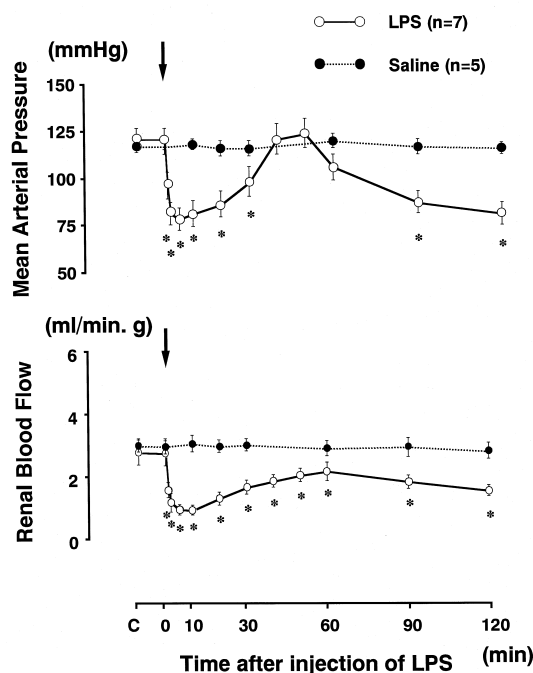 LPS (n=7)
Saline (n=5)
(mmHg)
Mean Arterial Pressure
150
125
100
75
50
* * * * * * * *
(ml/min. g)
Renal Blood Flow
6
4
2
0
* * * * * * * * * * *
C 0 10 30 60 90 120
Time after injection of LPS (min)